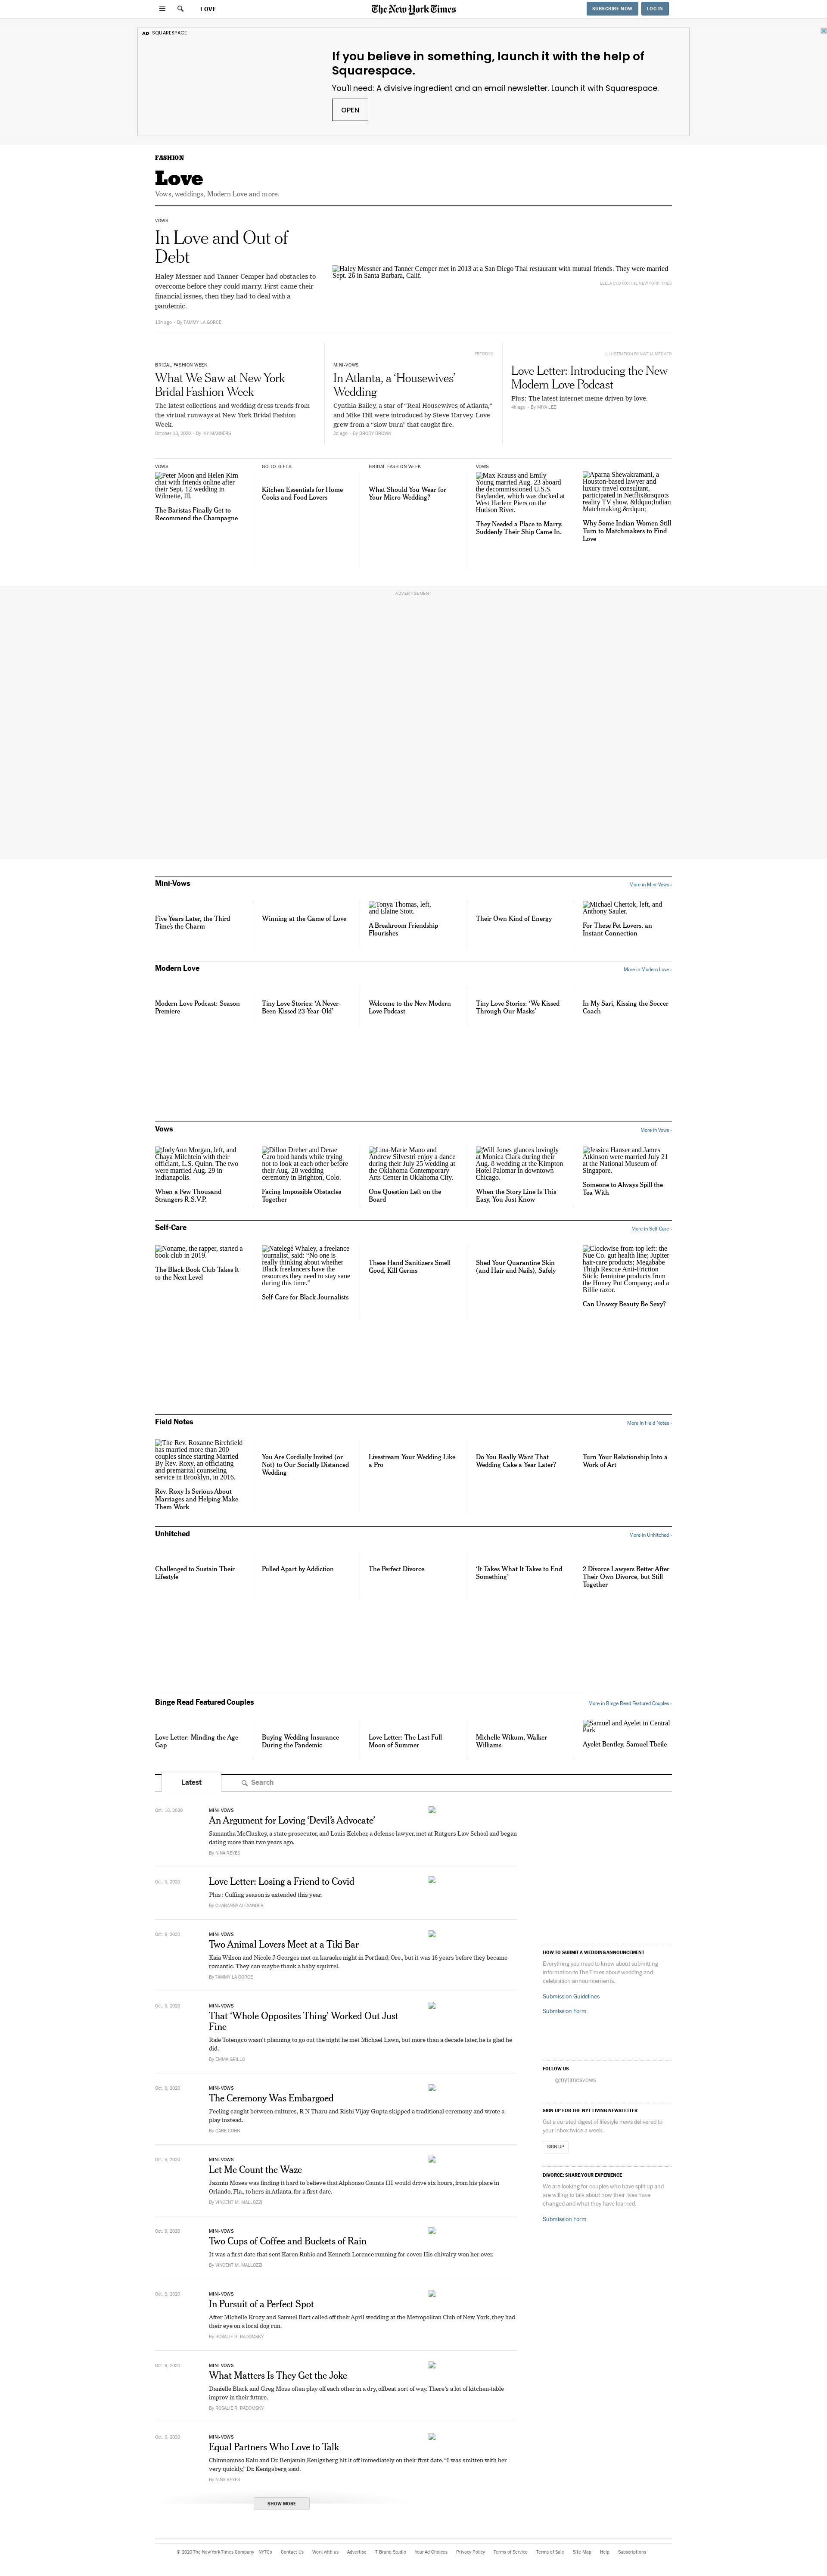 LOVE
The New York Times
SUBSCRIBE NOW
LOG IN
AD SQUARESPACE
If you believe in something, launch it with the help of
Squarespace.
You'll need: A divisive ingredient and an email newsletter. Launch it with Squarespace.
OPEN
FASHION
Love
Vows, weddings, Modern Love and more.
VOWS
In Love and Out of
Debt
Haley Messner and Tanner Cemper had obstacles to
overcome before they could marry. First came their
financial issues, then they had to deal with a
pandemic.
13h ago – By TAMMY LA GORCE
Haley Messner and Tanner Cemper met in 2013 at a San Diego Thai restaurant with mutual friends. They were married
Sept. 26 in Santa Barbara, Calif.
BRIDAL FASHION WEEK
What We Saw at New York
Bridal Fashion Week
The latest collections and wedding dress trends from
the virtual runways at New York Bridal Fashion
Week.
October 13, 2020 – By IVY MANNERS
MINI-VOWS
In Atlanta, a ‘Housewives’
Wedding
Cynthia Bailey, a star of “Real Housewives of Atlanta,”
and Mike Hill were introduced by Steve Harvey. Love
grew from a “slow burn” that caught fire.
2d ago – By BRODY BROWN
ILLUSTRATION BY NATIJA MEDVED
Love Letter: Introducing the New
Modern Love Podcast
Plus: The latest internet meme driven by love.
4h ago – By MIYA LEE
VOWS
Peter Moon and Helen Kim
chat with friends online after
their Sept. 12 wedding in
Wilmette, Ill.
The Baristas Finally Get to
Recommend the Champagne
GO-TO-GIFTS
Kitchen Essentials for Home
Cooks and Food Lovers
BRIDAL FASHION WEEK
What Should You Wear for
Your Micro Wedding?
VOWS
Max Krauss and Emily
Young married Aug. 23 aboard
the decommissioned U.S.S.
Baylander, which was docked at
West Harlem Piers on the
Hudson River.
They Needed a Place to Marry.
Suddenly Their Ship Came In.
Aparna Shewakramani, a
Houston-based lawyer and
luxury travel consultant,
participated in Netflix&rsquo;s
reality TV show, &ldquo;Indian
Matchmaking.&rdquo;
Why Some Indian Women Still
Turn to Matchmakers to Find
Love
ADVERTISEMENT
Mini-Vows
More in Mini-Vows ›
Five Years Later, the Third
Time’s the Charm
Winning at the Game of Love
Tonya Thomas, left,
and Elaine Stott.
A Breakroom Friendship
Flourishes
Their Own Kind of Energy
Michael Chertok, left, and
Anthony Sauler.
For These Pet Lovers, an
Instant Connection
Modern Love
More in Modern Love ›
Modern Love Podcast: Season
Premiere
Tiny Love Stories: ‘A Never-
Been-Kissed 23-Year-Old’
Welcome to the New Modern
Love Podcast
Tiny Love Stories: ‘We Kissed
Through Our Masks’
In My Sari, Kissing the Soccer
Coach
Vows
More in Vows ›
JodyAnn Morgan, left, and
Chaya Milchtein with their
officiant, L.S. Quinn. The two
were married Aug. 29 in
Indianapolis.
When a Few Thousand
Strangers R.S.V.P.
Dillon Dreher and Derae
Caro hold hands while trying
not to look at each other before
their Aug. 28 wedding
ceremony in Brighton, Colo.
Facing Impossible Obstacles
Together
Lina-Marie Mano and
Andrew Silvestri enjoy a dance
during their July 25 wedding at
the Oklahoma Contemporary
Arts Center in Oklahoma City.
One Question Left on the
Board
Will Jones glances lovingly
at Monica Clark during their
Aug. 8 wedding at the Kimpton
Hotel Palomar in downtown
Chicago.
When the Story Line Is This
Easy, You Just Know
Jessica Hanser and James
Atkinson were married July 21
at the National Museum of
Singapore.
Someone to Always Spill the
Tea With
Self-Care
More in Self-Care ›
Noname, the rapper, started a
book club in 2019.
The Black Book Club Takes It
to the Next Level
Natelegé Whaley, a freelance
journalist, said: “No one is
really thinking about whether
Black freelancers have the
resources they need to stay sane
during this time.”
Self-Care for Black Journalists
These Hand Sanitizers Smell
Good, Kill Germs
Shed Your Quarantine Skin
(and Hair and Nails), Safely
Clockwise from top left: the
Nue Co. gut health line; Jupiter
hair-care products; Megababe
Thigh Rescue Anti-Friction
Stick; feminine products from
the Honey Pot Company; and a
Billie razor.
Can Unsexy Beauty Be Sexy?
Field Notes
More in Field Notes ›
The Rev. Roxanne Birchfield
has married more than 200
couples since starting Married
By Rev. Roxy, an officiating
and premarital counseling
service in Brooklyn, in 2016.
Rev. Roxy Is Serious About
Marriages and Helping Make
Them Work
You Are Cordially Invited (or
Not) to Our Socially Distanced
Wedding
Livestream Your Wedding Like
a Pro
Do You Really Want That
Wedding Cake a Year Later?
Turn Your Relationship Into a
Work of Art
Unhitched
More in Unhitched ›
Challenged to Sustain Their
Lifestyle
Pulled Apart by Addiction
The Perfect Divorce
‘It Takes What It Takes to End
Something’
2 Divorce Lawyers Better After
Their Own Divorce, but Still
Together
Binge Read Featured Couples
More in Binge Read Featured Couples ›
Love Letter: Minding the Age
Gap
Buying Wedding Insurance
During the Pandemic
Love Letter: The Last Full
Moon of Summer
Michelle Wikum, Walker
Williams
Samuel and Ayelet in Central
Park
Ayelet Bentley, Samuel Theile
Latest
Search
Oct. 16, 2020
MINI-VOWS
An Argument for Loving ‘Devil’s Advocate’
Samantha McCluskey, a state prosecutor, and Louis Keleher, a defense lawyer, met at Rutgers Law School and began
dating more than two years ago.
By NINA REYES
Oct. 9, 2020
Love Letter: Losing a Friend to Covid
Plus: Cuffing season is extended this year.
By CHARANNA ALEXANDER
Oct. 9, 2020
MINI-VOWS
Two Animal Lovers Meet at a Tiki Bar
Kaia Wilson and Nicole J Georges met on karaoke night in Portland, Ore., but it was 16 years before they became
romantic. They can maybe thank a baby squirrel.
By TAMMY LA GORCE
Oct. 9, 2020
MINI-VOWS
That ‘Whole Opposites Thing’ Worked Out Just
Fine
Rafe Totengco wasn’t planning to go out the night he met Michael Lawn, but more than a decade later, he is glad he
did.
By EMMA GRILLO
Oct. 9, 2020
MINI-VOWS
The Ceremony Was Embargoed
Feeling caught between cultures, R N Tharu and Rishi Vijay Gupta skipped a traditional ceremony and wrote a
play instead.
By GABE COHN
Oct. 9, 2020
MINI-VOWS
Let Me Count the Waze
Jazmin Moses was finding it hard to believe that Alphonso Counts III would drive six hours, from his place in
Orlando, Fla., to hers in Atlanta, for a first date.
By VINCENT M. MALLOZZI
Oct. 9, 2020
MINI-VOWS
Two Cups of Coffee and Buckets of Rain
It was a first date that sent Karen Rubio and Kenneth Lorence running for cover. His chivalry won her over.
By VINCENT M. MALLOZZI
Oct. 9, 2020
MINI-VOWS
In Pursuit of a Perfect Spot
After Michelle Krozy and Samuel Bart called off their April wedding at the Metropolitan Club of New York, they had
their eye on a local dog run.
By ROSALIE R. RADOMSKY
Oct. 9, 2020
MINI-VOWS
What Matters Is They Get the Joke
Danielle Black and Greg Moss often play off each other in a dry, offbeat sort of way. There’s a lot of kitchen-table
improv in their future.
By ROSALIE R. RADOMSKY
Oct. 9, 2020
MINI-VOWS
Equal Partners Who Love to Talk
Chinnomnso Kalu and Dr. Benjamin Kenigsberg hit it off immediately on their first date. “I was smitten with her
very quickly,” Dr. Kenigsberg said.
By NINA REYES
SHOW MORE
HOW TO SUBMIT A WEDDING ANNOUNCEMENT
Everything you need to know about submitting
information to The Times about wedding and
celebration announcements.
Submission Guidelines
Submission Form
FOLLOW US
@nytimesvows
SIGN UP FOR THE NYT LIVING NEWSLETTER
Get a curated digest of lifestyle news delivered to
your inbox twice a week.
SIGN UP
DIVORCE: SHARE YOUR EXPERIENCE
We are looking for couples who have split up and
are willing to talk about how their lives have
changed and what they have learned.
Submission Form
© 2020 The New York Times Company NYTCo Contact Us Work with us Advertise T Brand Studio Your Ad Choices Privacy Policy Terms of Service Terms of Sale Site Map Help Subscriptions